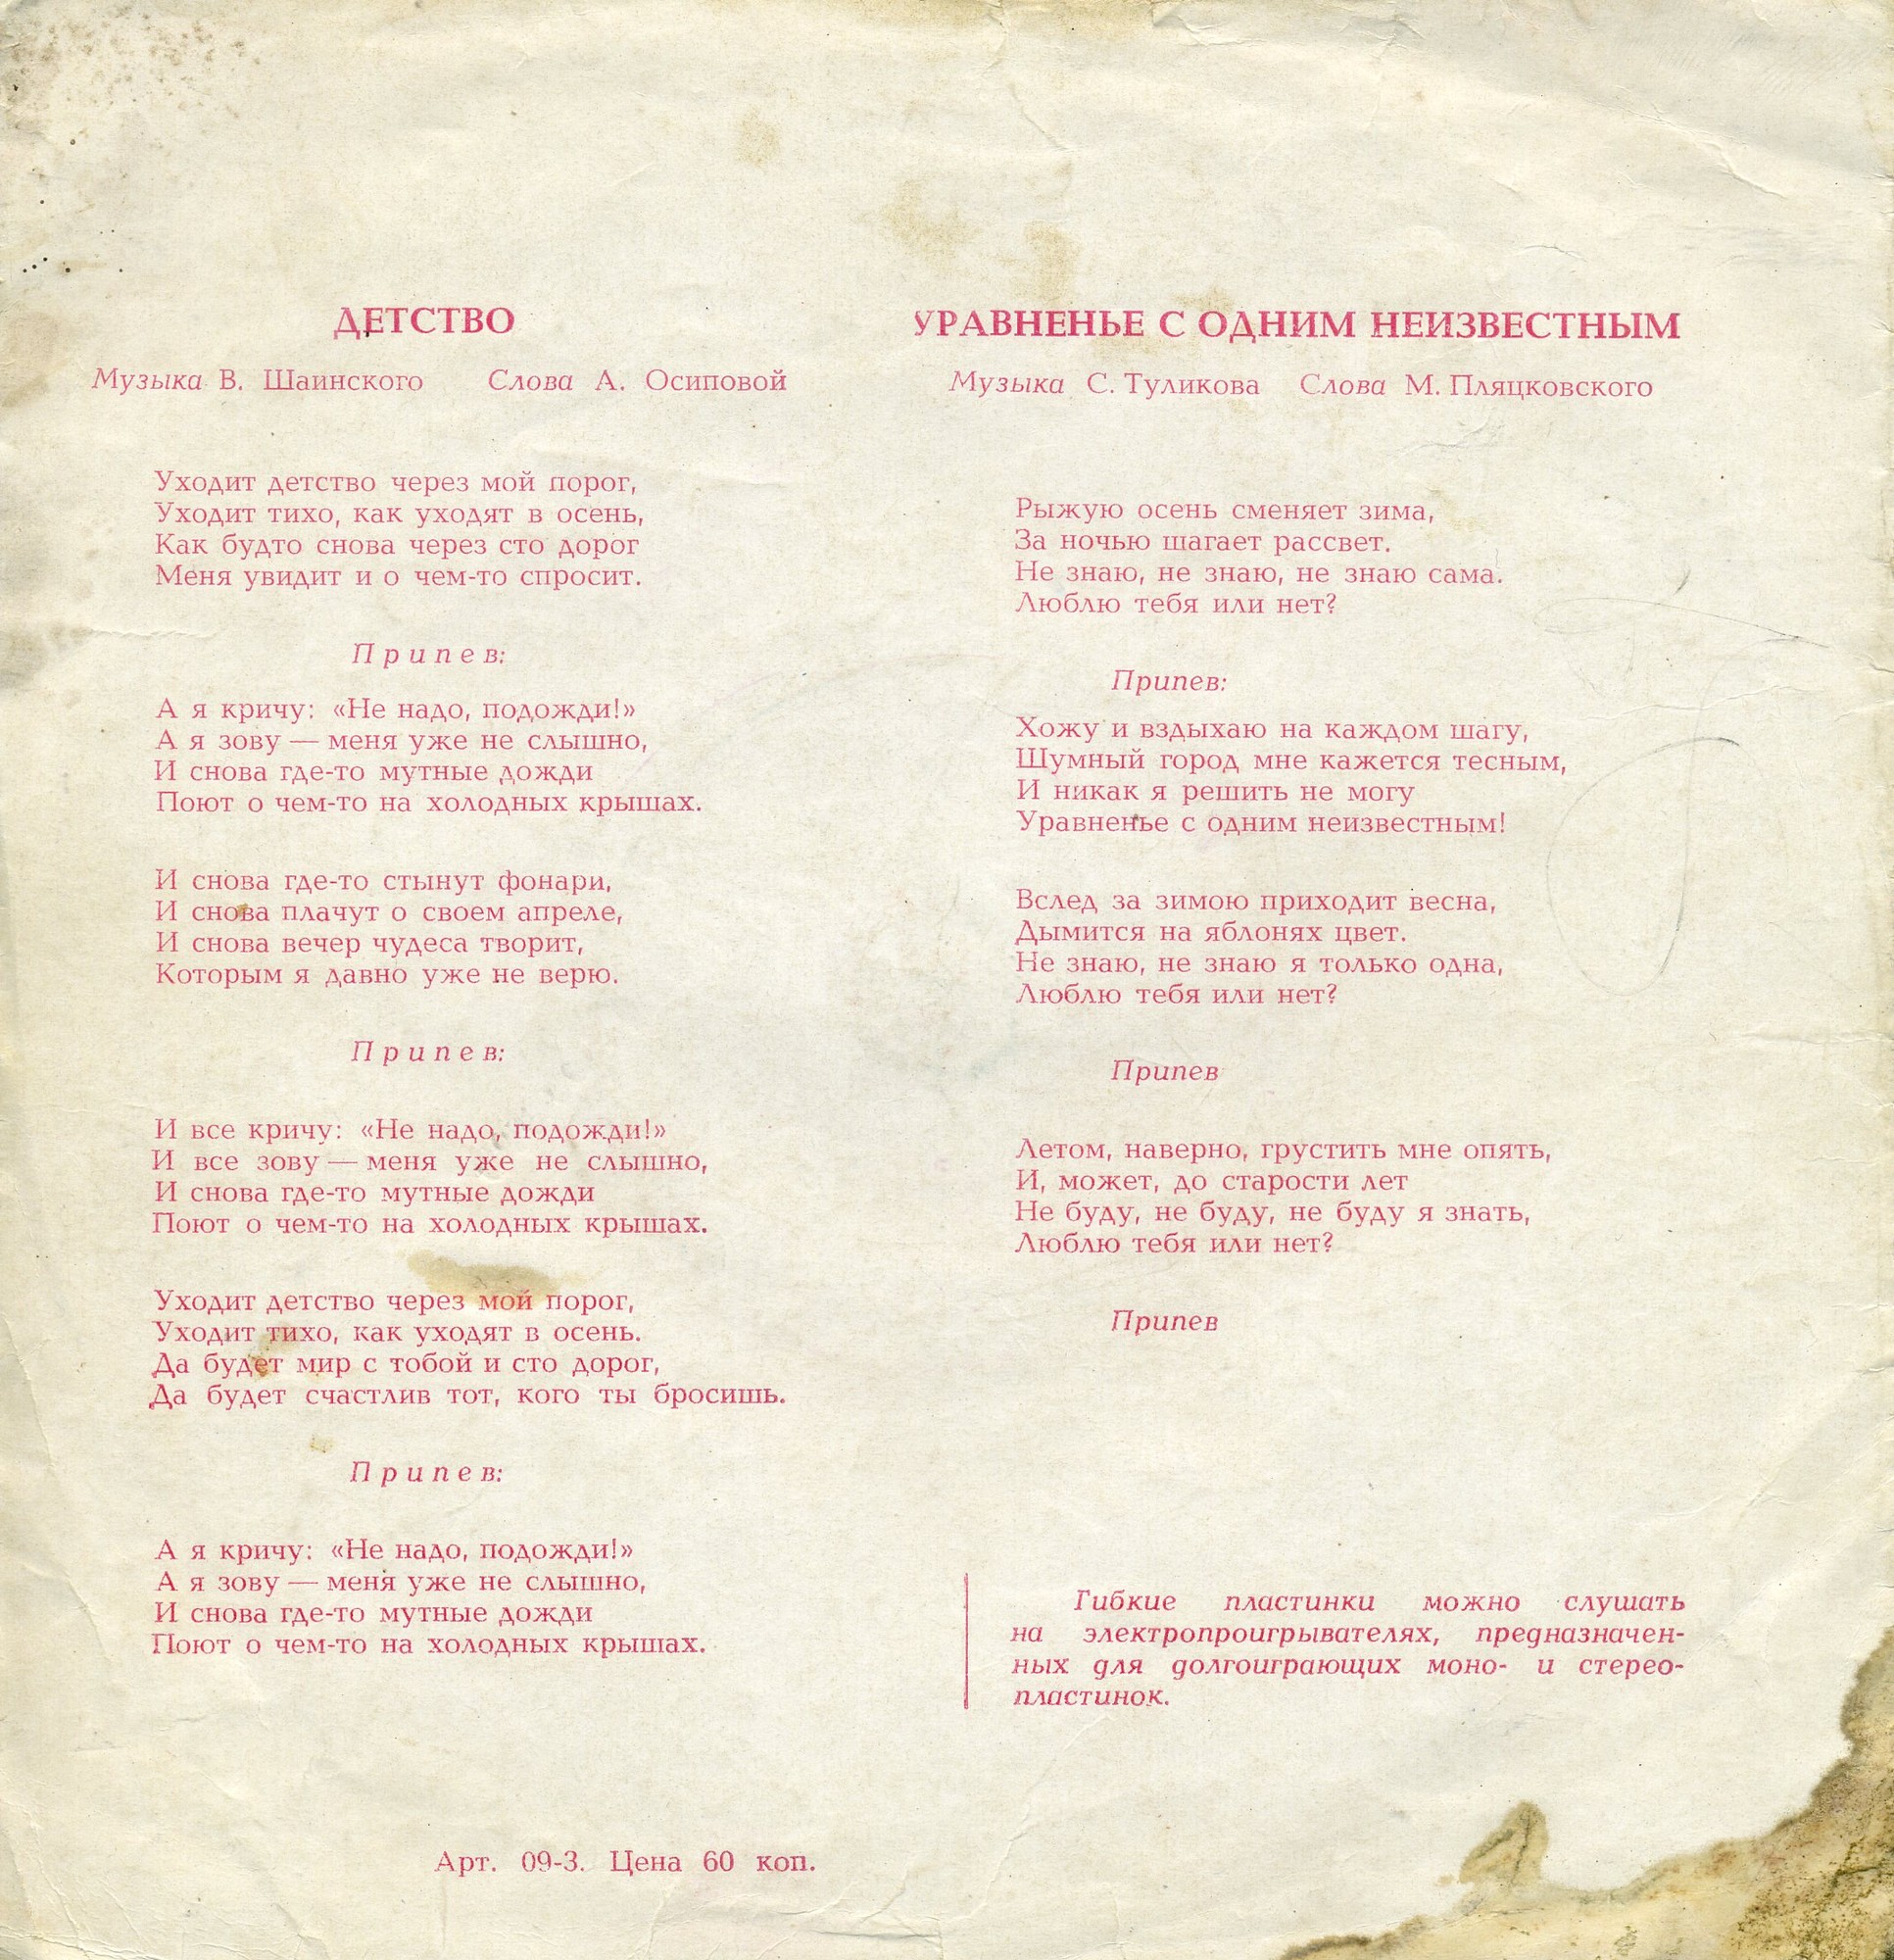 ДЕТСТВО
Музыка В. Шаинского Слова А. Осиповой
Уходит детство через мой порог,
Уходит тихо, как уходят в осень,
Как будто снова через сто дорог
Меня увидит и о чем-то спросит.
Припев:
А я кричу: «Не надо, подожди!»
А я зову — меня уже не слышно,
И снова где-то мутные дожди
Поют о чем-то на холодных крышах.
И снова где-то стынут фонари,
И снова плачут о своем апреле,
И снова вечер чудеса творит,
Которым я давно уже не верю.
Припев:
И все кричу: «Не надо, подожди!»
И все зову — меня уже не слышно,
И снова где-то мутные дожди
Поют о чем-то на холодных крышах.
Уходит детство через мой порог,
Уходит тихо, как уходят в осень.
Да будет мир с тобой и сто дорог,
Да будет счастлив тот, кого ты бросишь.
Припев:
А я кричу: «Не надо, подожди!»
А я зову — меня уже не слышно,
И снова где-то мутные дожди
Поют о чем-то на холодных крышах.
Арт. 09-3. Цена 60 коп.
УРАВНЕНЬЕ С ОДНИМ НЕИЗВЕСТНЫМ
Музыка С. Туликова Слова М. Пляцковского
Рыжую осень сменяет зима,
За ночью шагает рассвет.
Не знаю, не знаю, не знаю сама.
Люблю тебя или нет?
Припев:
Хожу и вздыхаю на каждом шагу,
Шумный город мне кажется тесным,
И никак я решить не могу
Уравненье с одним неизвестным!
Вслед за зимою приходит весна,
Дымится на яблонях цвет.
Не знаю, не знаю я только одна,
Люблю тебя или нет?
Припев
Летом, наверно, грустить мне опять,
И, может, до старости лет
Не буду, не буду, не буду я знать,
Люблю тебя или нет?
Припев
Гибкие пластинки можно слушать
на электропроигрывателях, предназначен-
ных для долгоиграющих моно- и стерео-
пластинок.